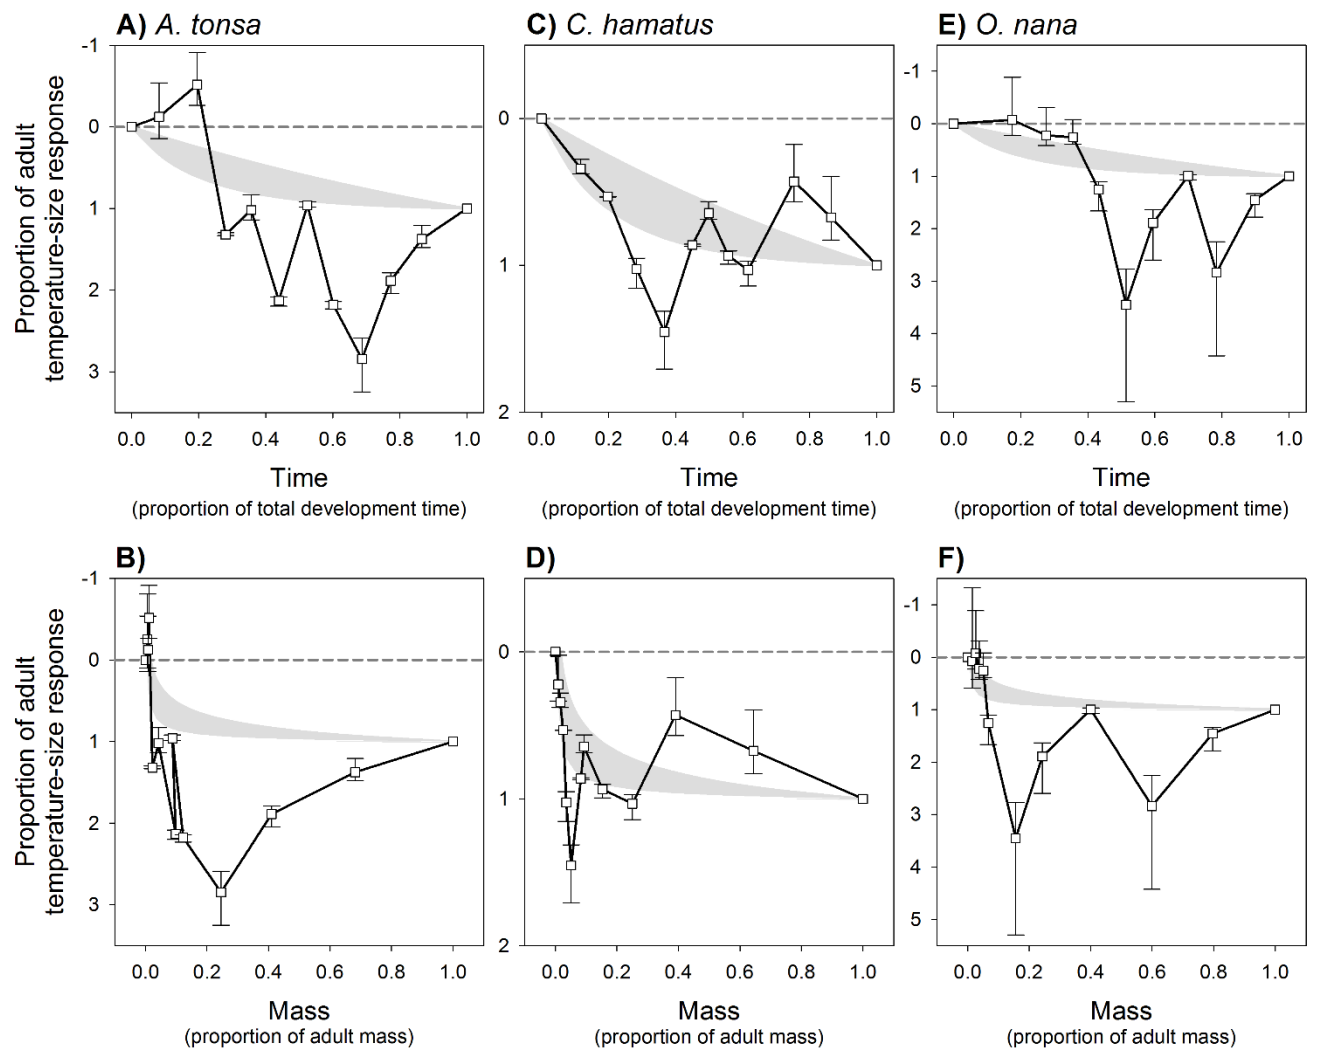 A) A. tonsa
C) C. hamatus
E) O. nana
Proportion of adult
temperature-size response
-1
0
1
2
3
0.0 0.2 0.4 0.6 0.8 1.0
Time
(proportion of total development time)
0
1
2
0.0 0.2 0.4 0.6 0.8 1.0
Time
(proportion of total development time)
-1
0
1
2
3
4
5
0.0 0.2 0.4 0.6 0.8 1.0
Time
(proportion of total development time)
B)
D)
F)
Proportion of adult
temperature-size response
-1
0
1
2
3
0.0 0.2 0.4 0.6 0.8 1.0
Mass
(proportion of adult mass)
0
1
2
0.0 0.2 0.4 0.6 0.8 1.0
Mass
(proportion of adult mass)
-1
0
1
2
3
4
5
0.0 0.2 0.4 0.6 0.8 1.0
Mass
(proportion of adult mass)